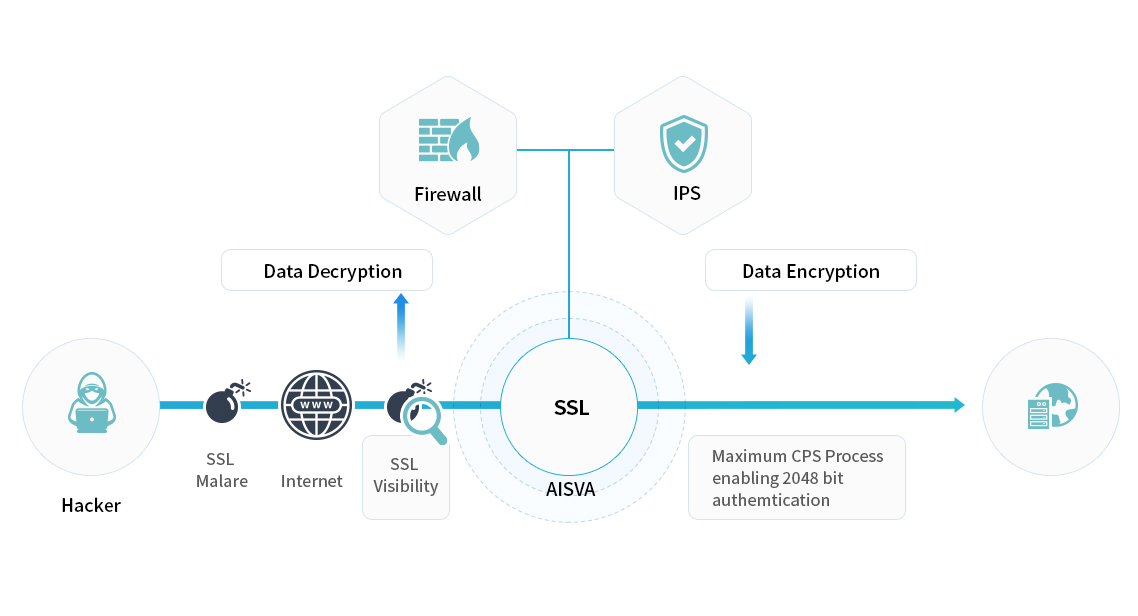 Firewall
IPS
Data Decryption
Data Encryption
WWW
SSL
SSL
Malare
Internet
SSL
Visibility
AISVA
Maximum CPS Process
enabling 2048 bit
authemtication
Hacker